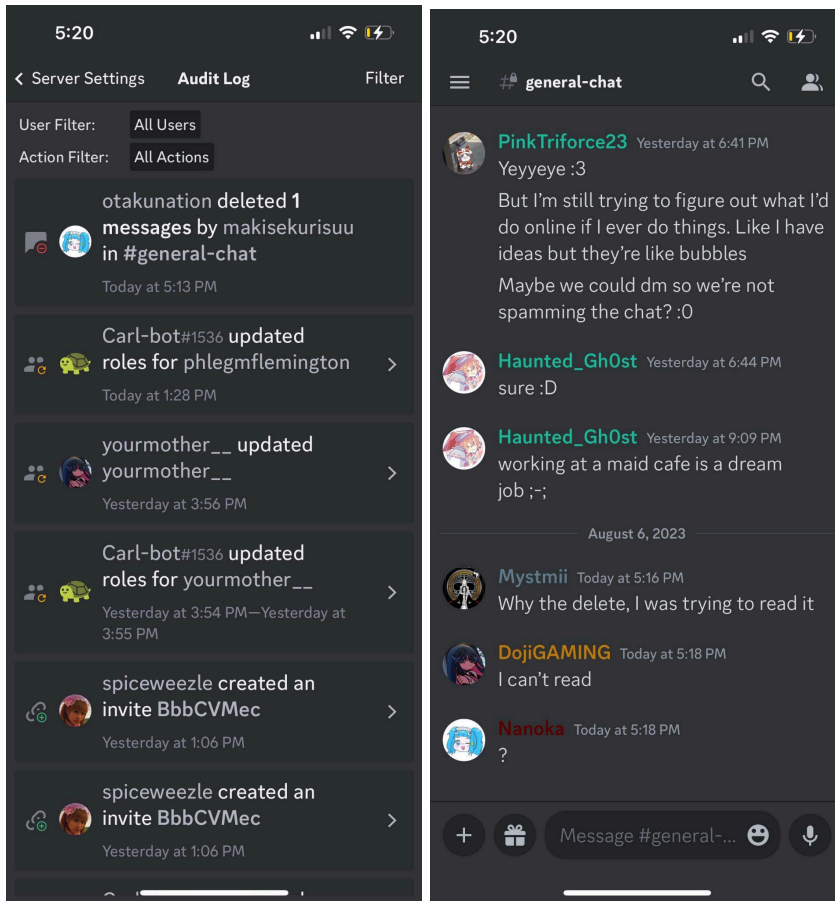 5:20
< Server Settings Audit Log Filter
User Filter: All Users
Action Filter: All Actions
otakunation deleted 1
messages by makisekurisuu
in #general-chat
Today at 5:13 PM
Carl-bot#1536 updated
roles for phlegmflemington
Today at 1:28 PM
yourmother__ updated
yourmother__
Yesterday at 3:56 PM
Carl-bot#1536 updated
roles for yourmother__
Yesterday at 3:54 PM—Yesterday at
3:55 PM
spiceweezle created an
invite BbbCVMec
Yesterday at 1:06 PM
spiceweezle created an
invite BbbCVMec
Yesterday at 1:06 PM
5:20
# general-chat
PinkTriforce23 Yesterday at 6:41 PM
Yeyyeye :3
But I'm still trying to figure out what I'd
do online if I ever do things. Like I have
ideas but they're like bubbles
Maybe we could dm so we're not
spamming the chat? :0
Haunted_Gh0st Yesterday at 6:44 PM
sure :D
Haunted_Gh0st Yesterday at 9:09 PM
working at a maid cafe is a dream
job ;-;
August 6, 2023
Mystmii Today at 5:16 PM
Why the delete, I was trying to read it
DojiGAMING Today at 5:18 PM
I can't read
Nanoka Today at 5:18 PM
?
Message #general-...